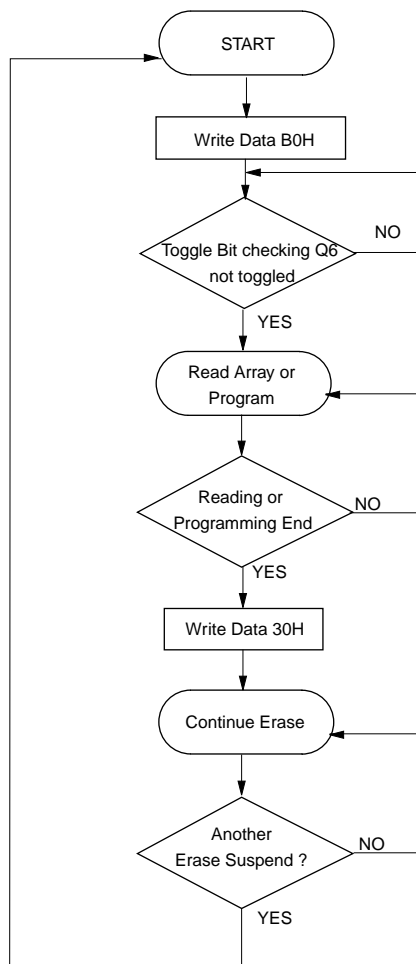 START
Write Data B0H
Toggle Bit checking Q6
not toggled
NO
YES
Read Array or
Program
Reading or
Programming End
NO
YES
Write Data 30H
Continue Erase
Another
Erase Suspend ?
NO
YES